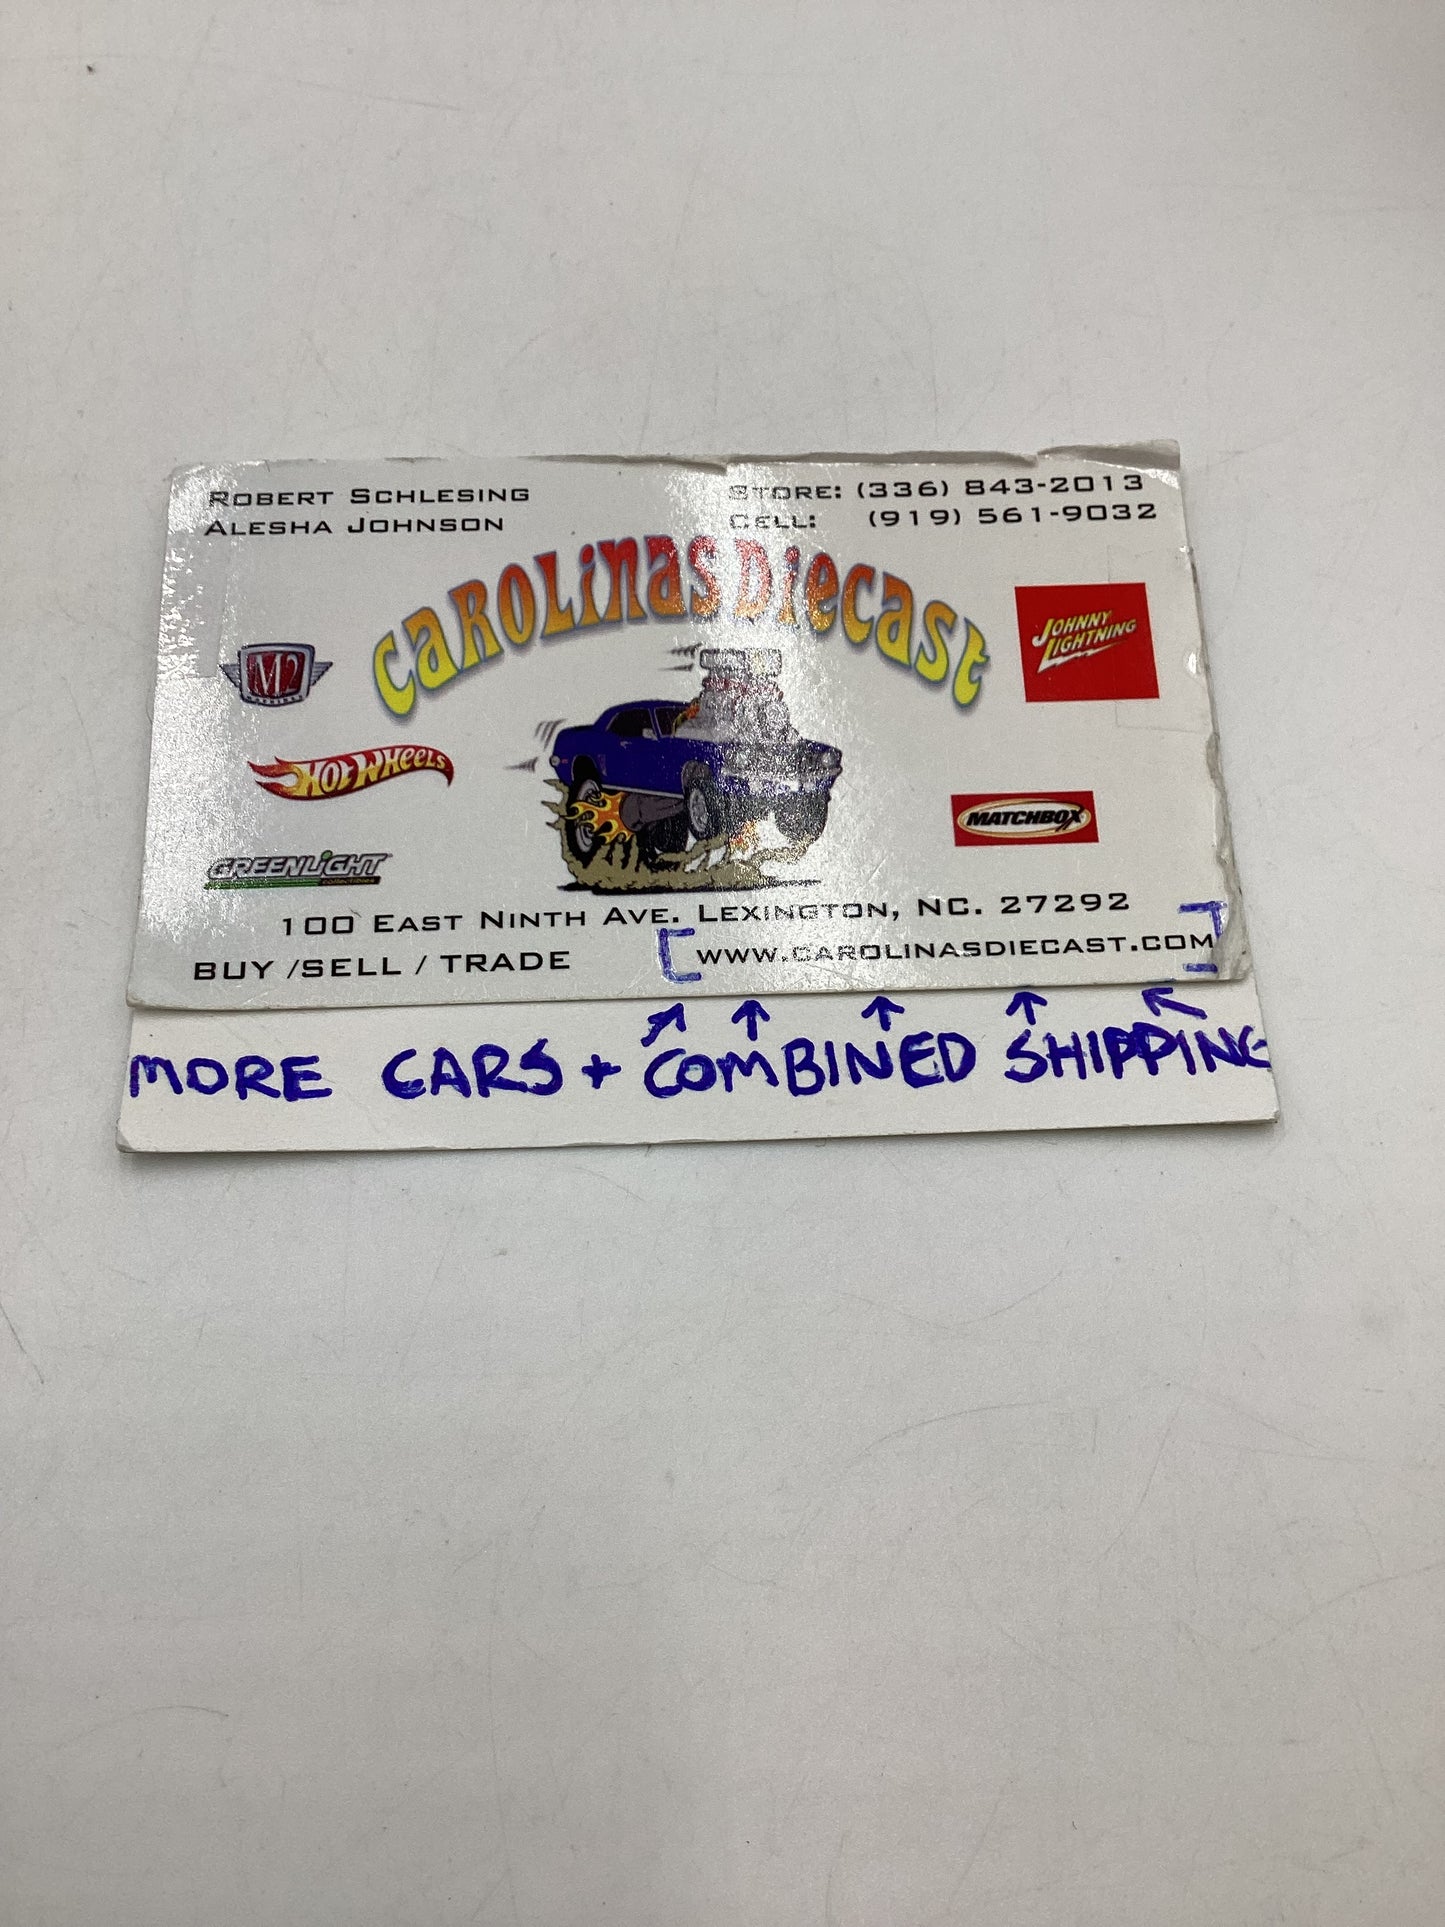 ROBERT SCHLESING
ALESHA JOHNSON
STORE: (336) 843-2013
CELL: (919) 561-9032
CAROLINAS DIECAST
M2
MACHINES
JOHNNY
LIGHTNING
HOT WHEELS
MATCHBOX
GREENLIGHT
collectibles
100 EAST NINTH AVE. LEXINGTON, NC. 27292
BUY /SELL / TRADE
[WWW.CAROLINASDIECAST.COM]
MORE CARS + COMBINED SHIPPING